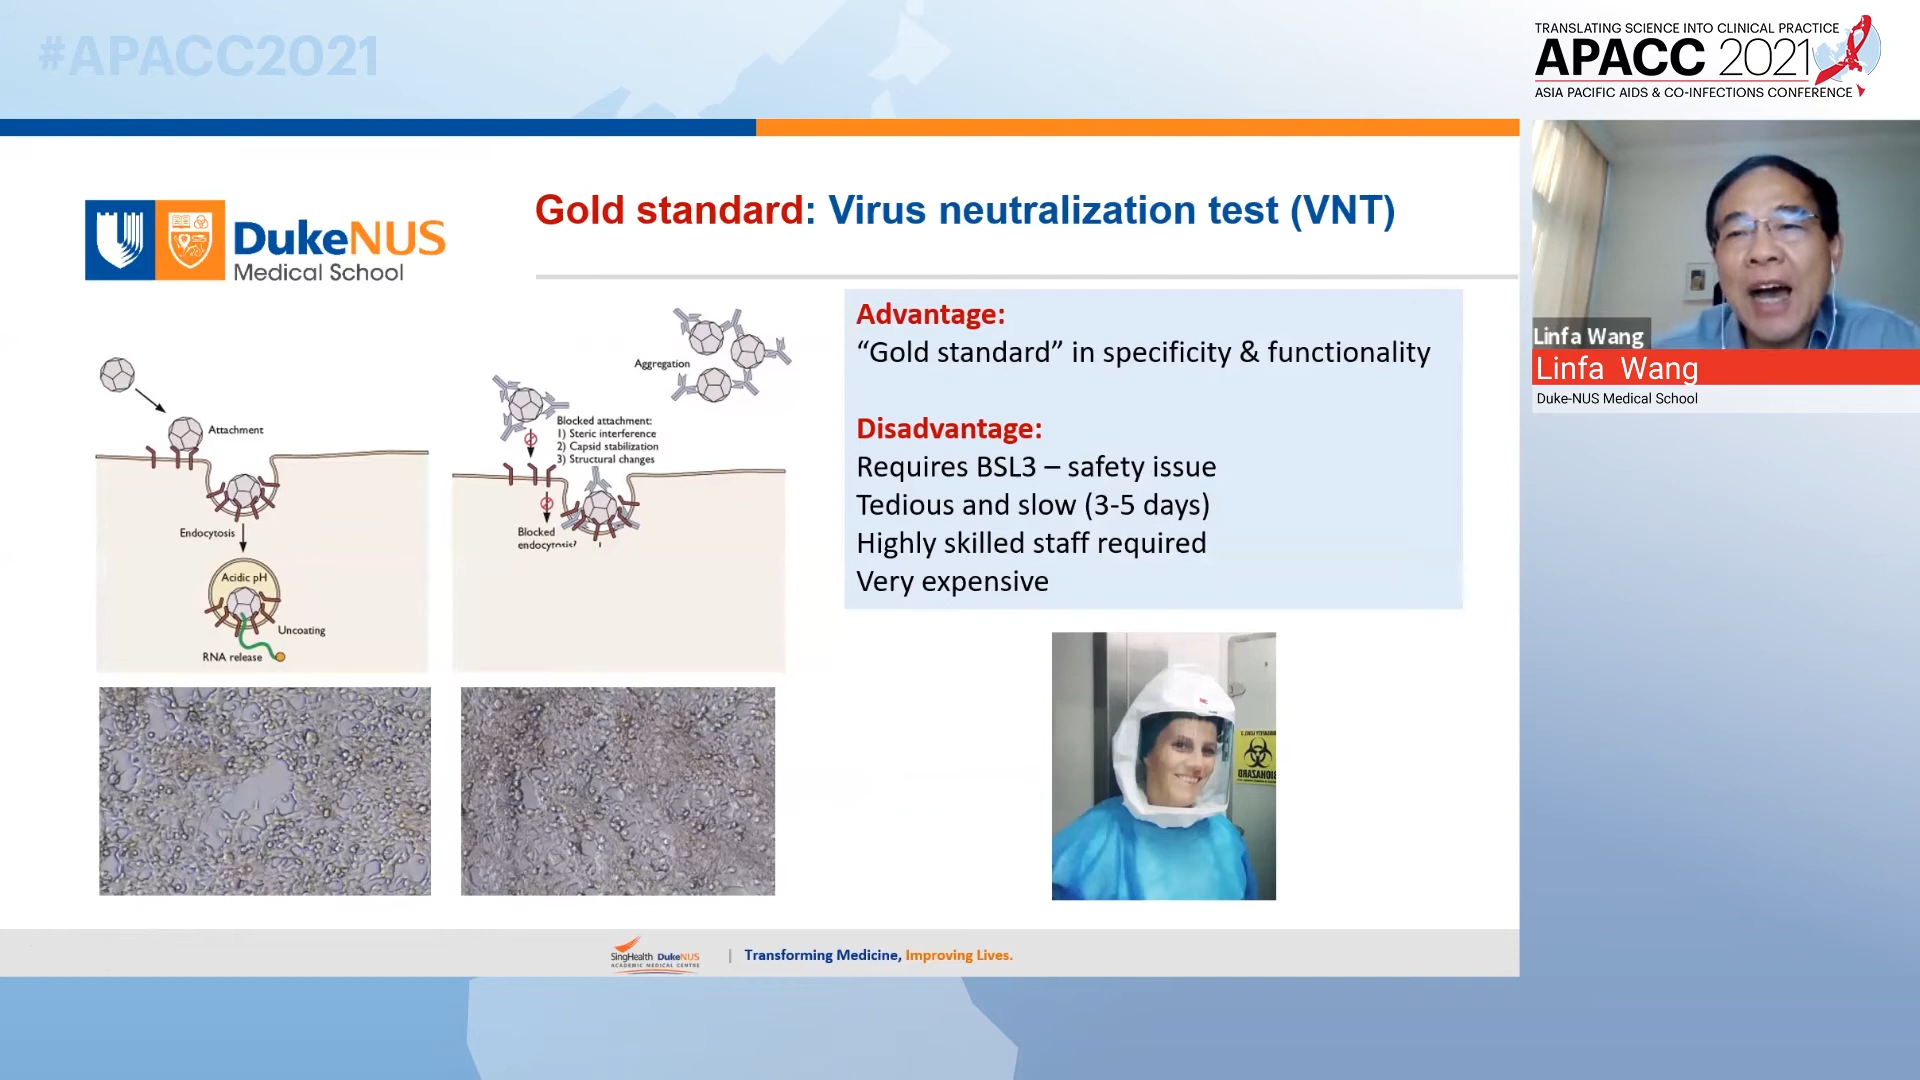 #APACC2021
TRANSLATING SCIENCE INTO CLINICAL PRACTICE
APACC 2021
ASIA PACIFIC AIDS & CO-INFECTIONS CONFERENCE
Linfa Wang
Linfa Wang
Duke-NUS Medical School
DukeNUS
Medical School
Gold standard: Virus neutralization test (VNT)
Attachment
Endocytosis
Acidic pH
Uncoating
RNA release
Aggregation
Blocked attachment:
1) Steric interference
2) Capsid stabilization
3) Structural changes
Blocked
endocytosis?
Advantage:
“Gold standard” in specificity & functionality
Disadvantage:
Requires BSL3 – safety issue
Tedious and slow (3-5 days)
Highly skilled staff required
Very expensive
BIOHAZARD
SingHealth DukeNUS
ACADEMIC MEDICAL CENTRE
| Transforming Medicine, Improving Lives.